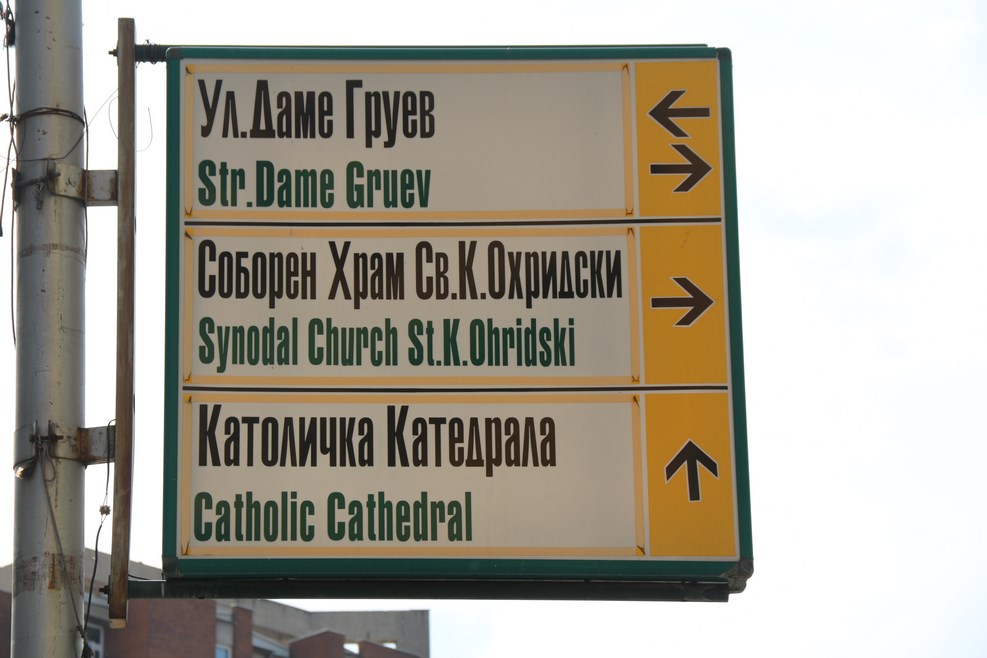 Ул.Даме Груев
Str.Dame Gruev
Соборен Храм Св.К.Охридски
Synodal Church St.K.Ohridski
Католичка Катедрала
Catholic Cathedral